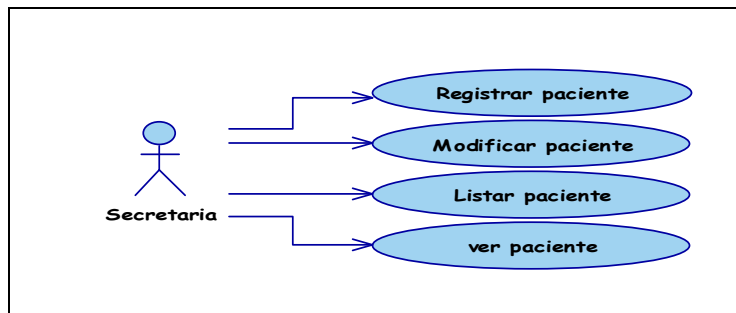 Registrar paciente
Modificar paciente
Listar paciente
Secretaria
ver paciente